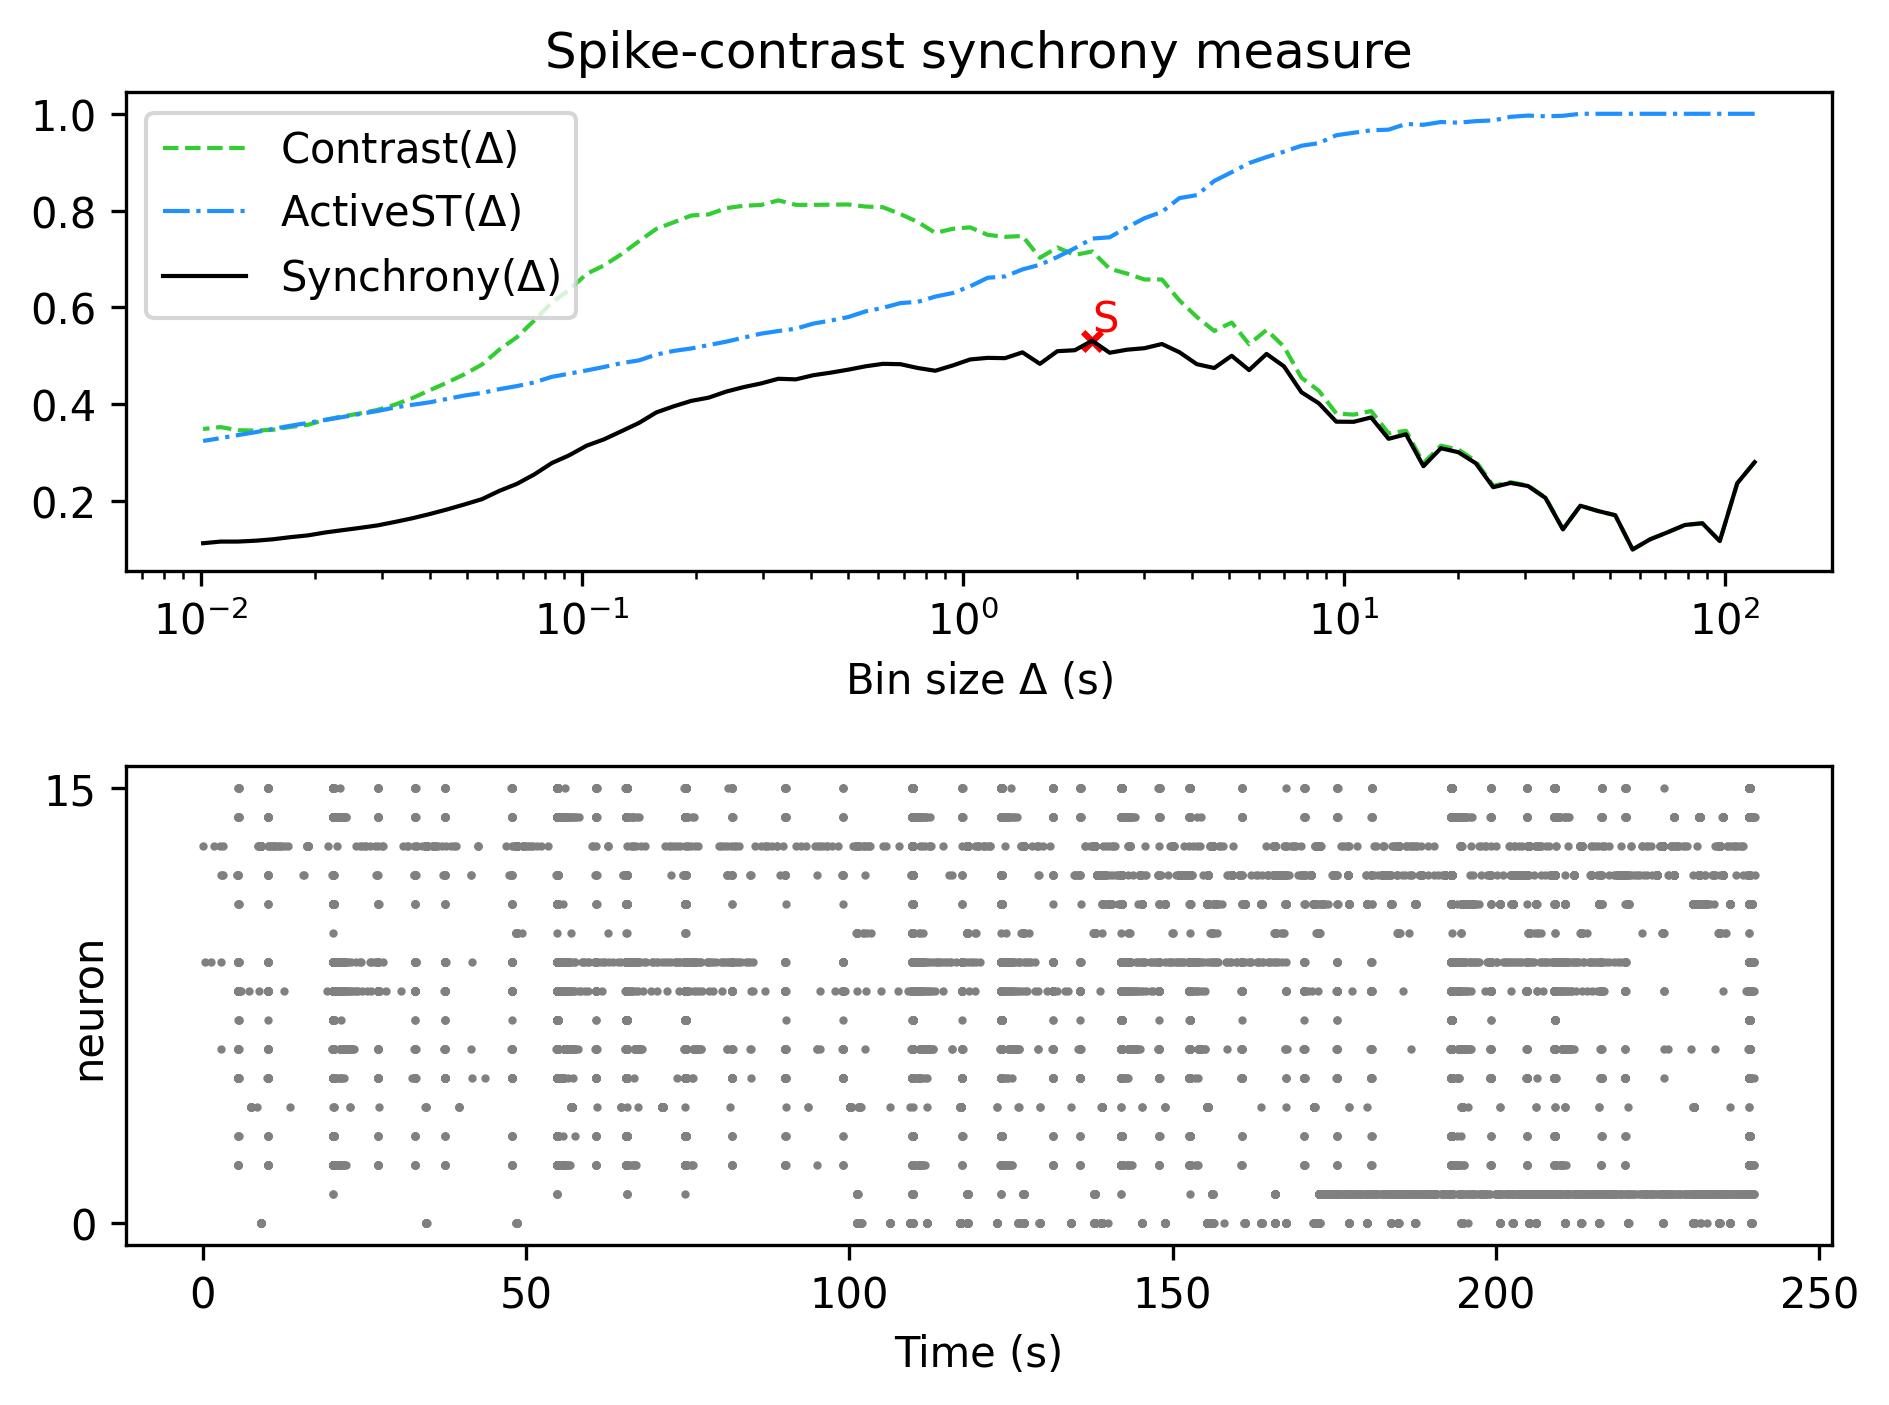 Spike-contrast synchrony measure
1.0
0.8
0.6
0.4
0.2
Contrast(Δ)
ActiveST(Δ)
Synchrony(Δ)
S
10⁻² 10⁻¹ 10⁰ 10¹ 10²
Bin size Δ (s)
15
0
neuron
0 50 100 150 200 250
Time (s)